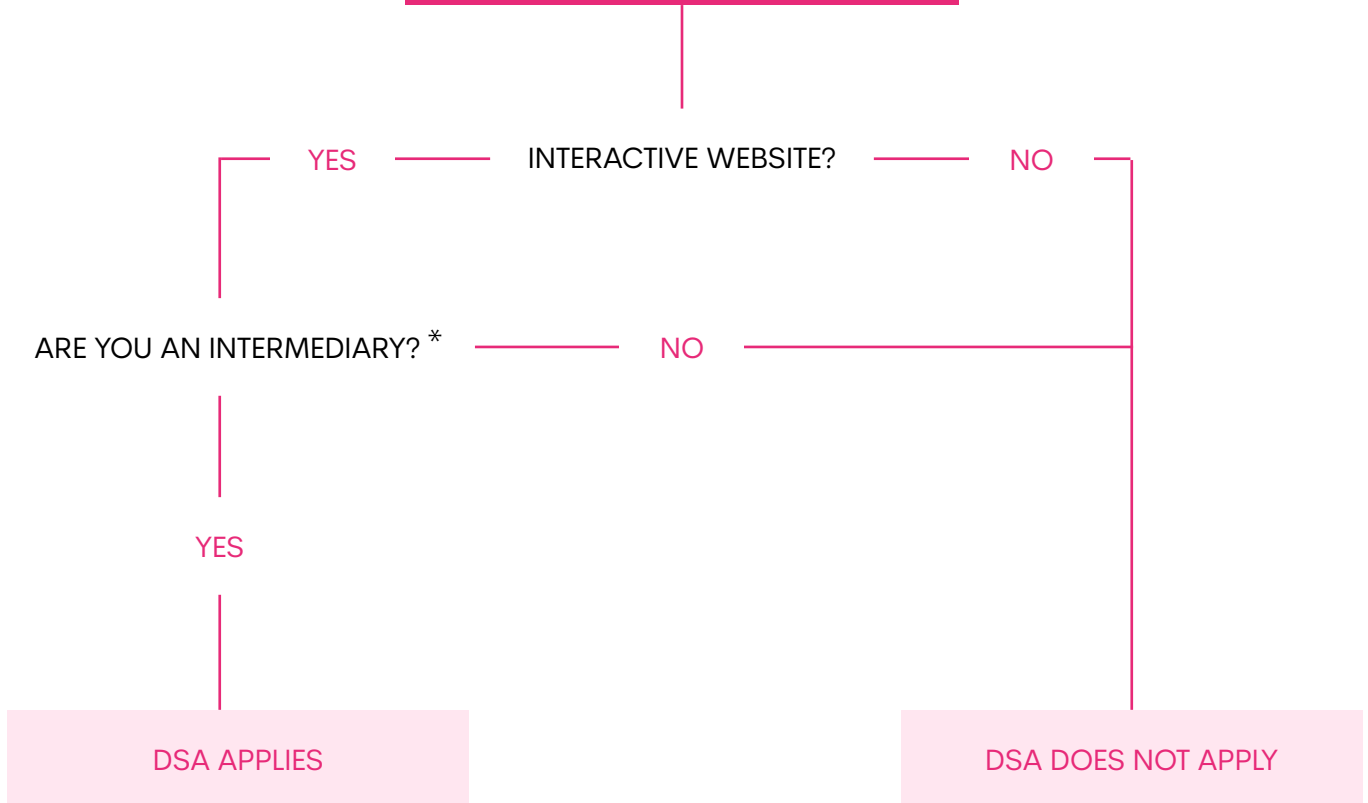 YES
INTERACTIVE WEBSITE?
NO
ARE YOU AN INTERMEDIARY? *
NO
YES
DSA APPLIES
DSA DOES NOT APPLY